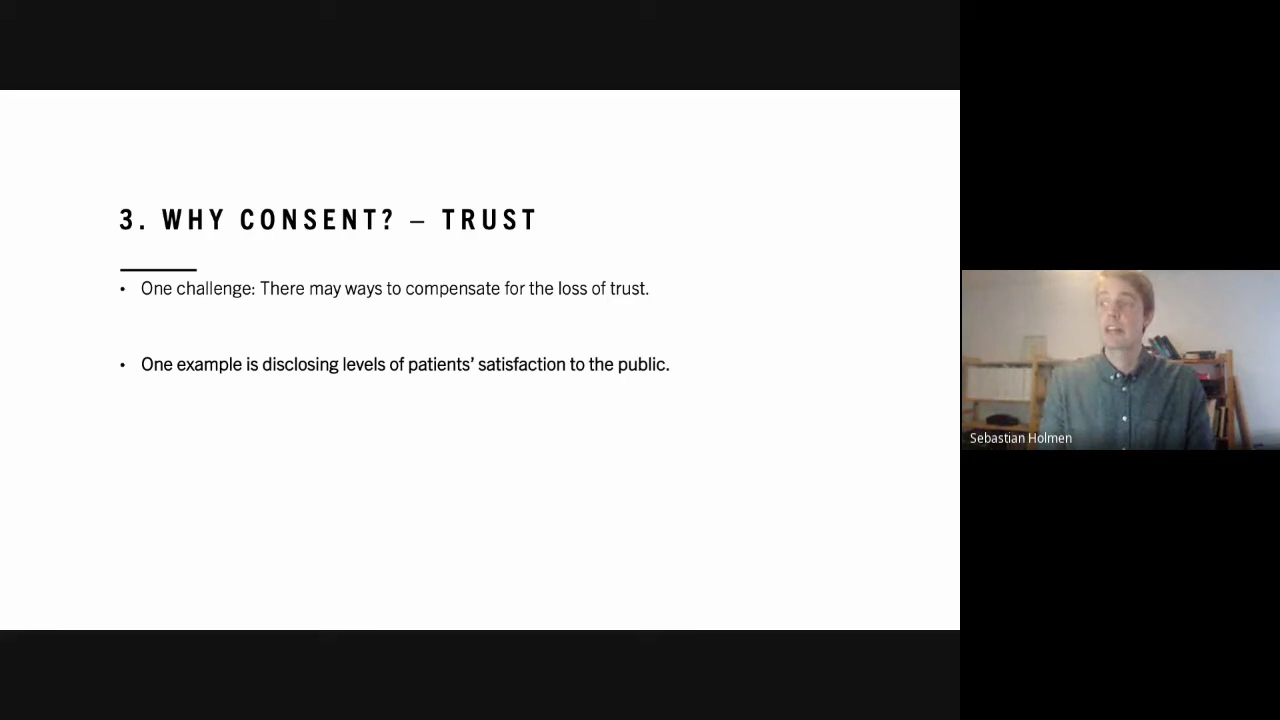 3. WHY CONSENT? – TRUST
• One challenge: There may ways to compensate for the loss of trust.
• One example is disclosing levels of patients’ satisfaction to the public.
Sebastian Holmen